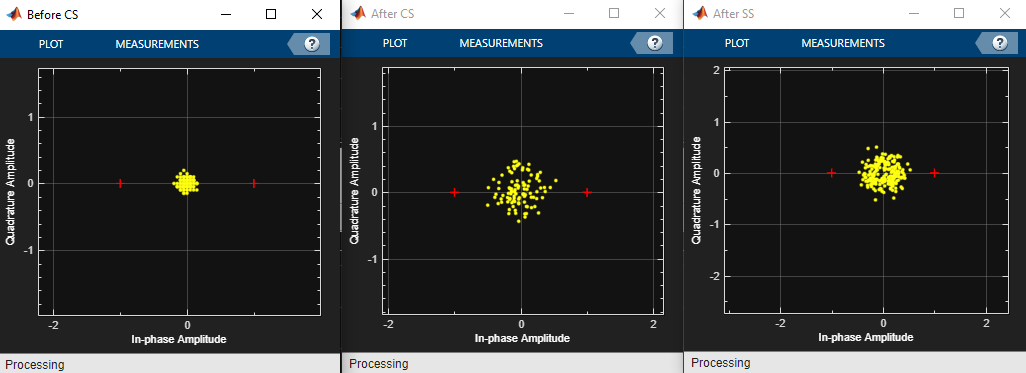 Before CS
PLOT MEASUREMENTS ?
1
0
-1
Quadrature Amplitude
-2 0 2
In-phase Amplitude
Processing
After CS
PLOT MEASUREMENTS ?
1
0
-1
Quadrature Amplitude
-2 0 2
In-phase Amplitude
Processing
After SS
PLOT MEASUREMENTS ?
2
1
0
-1
-2
Quadrature Amplitude
-2 0 2
In-phase Amplitude
Processing